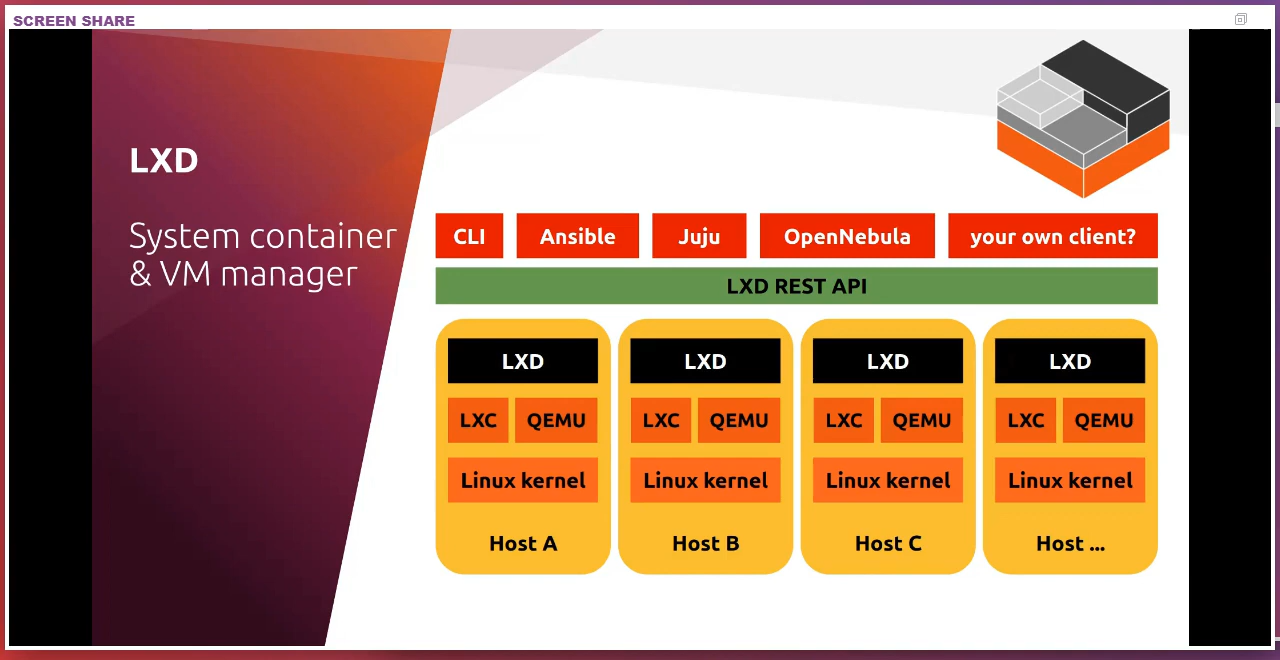 SCREEN SHARE
LXD
System container
& VM manager
CLI
Ansible
Juju
OpenNebula
your own client?
LXD REST API
LXD
LXC
QEMU
Linux kernel
Host A
LXD
LXC
QEMU
Linux kernel
Host B
LXD
LXC
QEMU
Linux kernel
Host C
LXD
LXC
QEMU
Linux kernel
Host ...